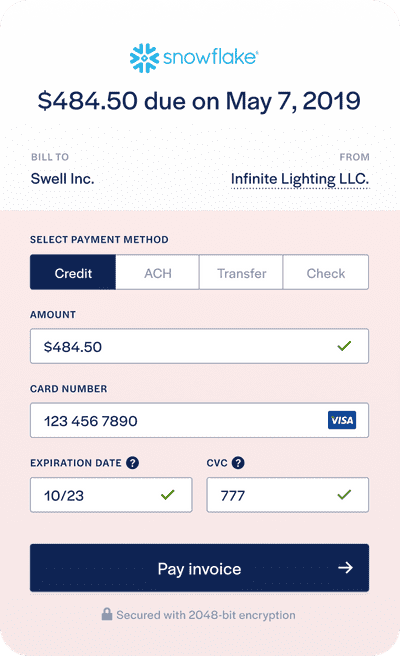 snowflake®
$484.50 due on May 7, 2019
BILL TO
FROM
Swell Inc.
Infinite Lighting LLC.
SELECT PAYMENT METHOD
Credit ACH Transfer Check
AMOUNT
$484.50
CARD NUMBER
123 456 7890 VISA
EXPIRATION DATE ? CVC ?
10/23 777
Pay invoice →
Secured with 2048-bit encryption